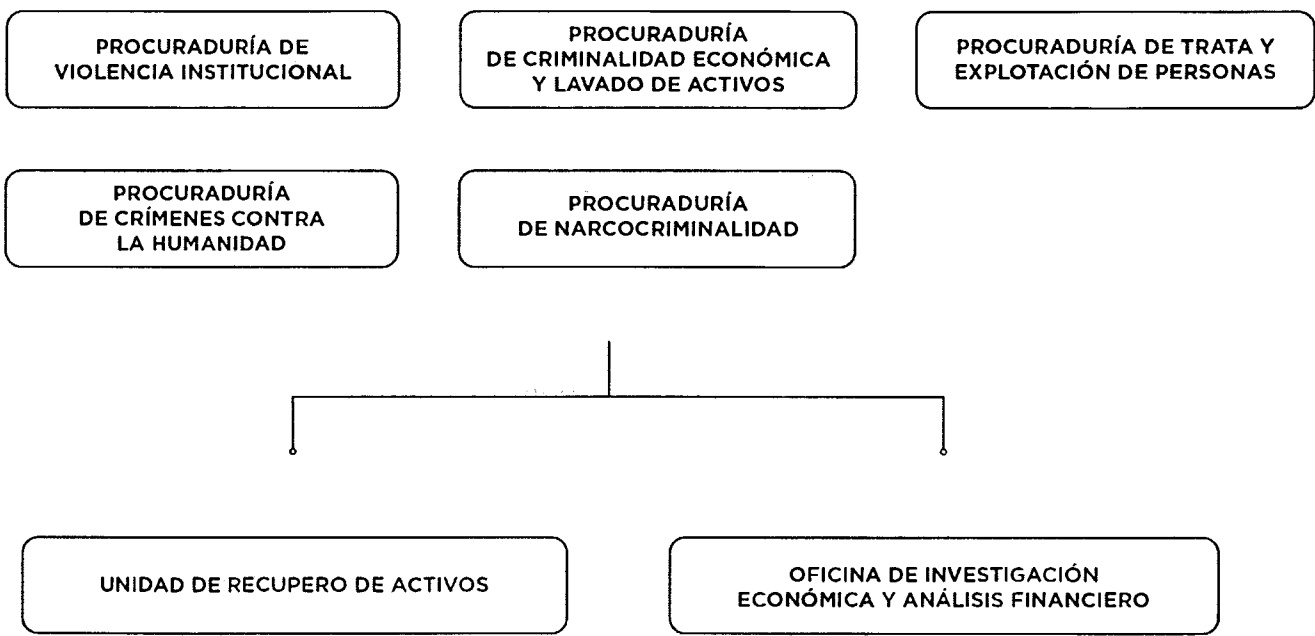 PROCURADURÍA DE
VIOLENCIA INSTITUCIONAL
PROCURADURÍA
DE CRIMINALIDAD ECONÓMICA
Y LAVADO DE ACTIVOS
PROCURADURÍA DE TRATA Y
EXPLOTACIÓN DE PERSONAS
PROCURADURÍA
DE CRÍMENES CONTRA
LA HUMANIDAD
PROCURADURÍA
DE NARCOCRIMINALIDAD
UNIDAD DE RECUPERO DE ACTIVOS
OFICINA DE INVESTIGACIÓN
ECONÓMICA Y ANÁLISIS FINANCIERO